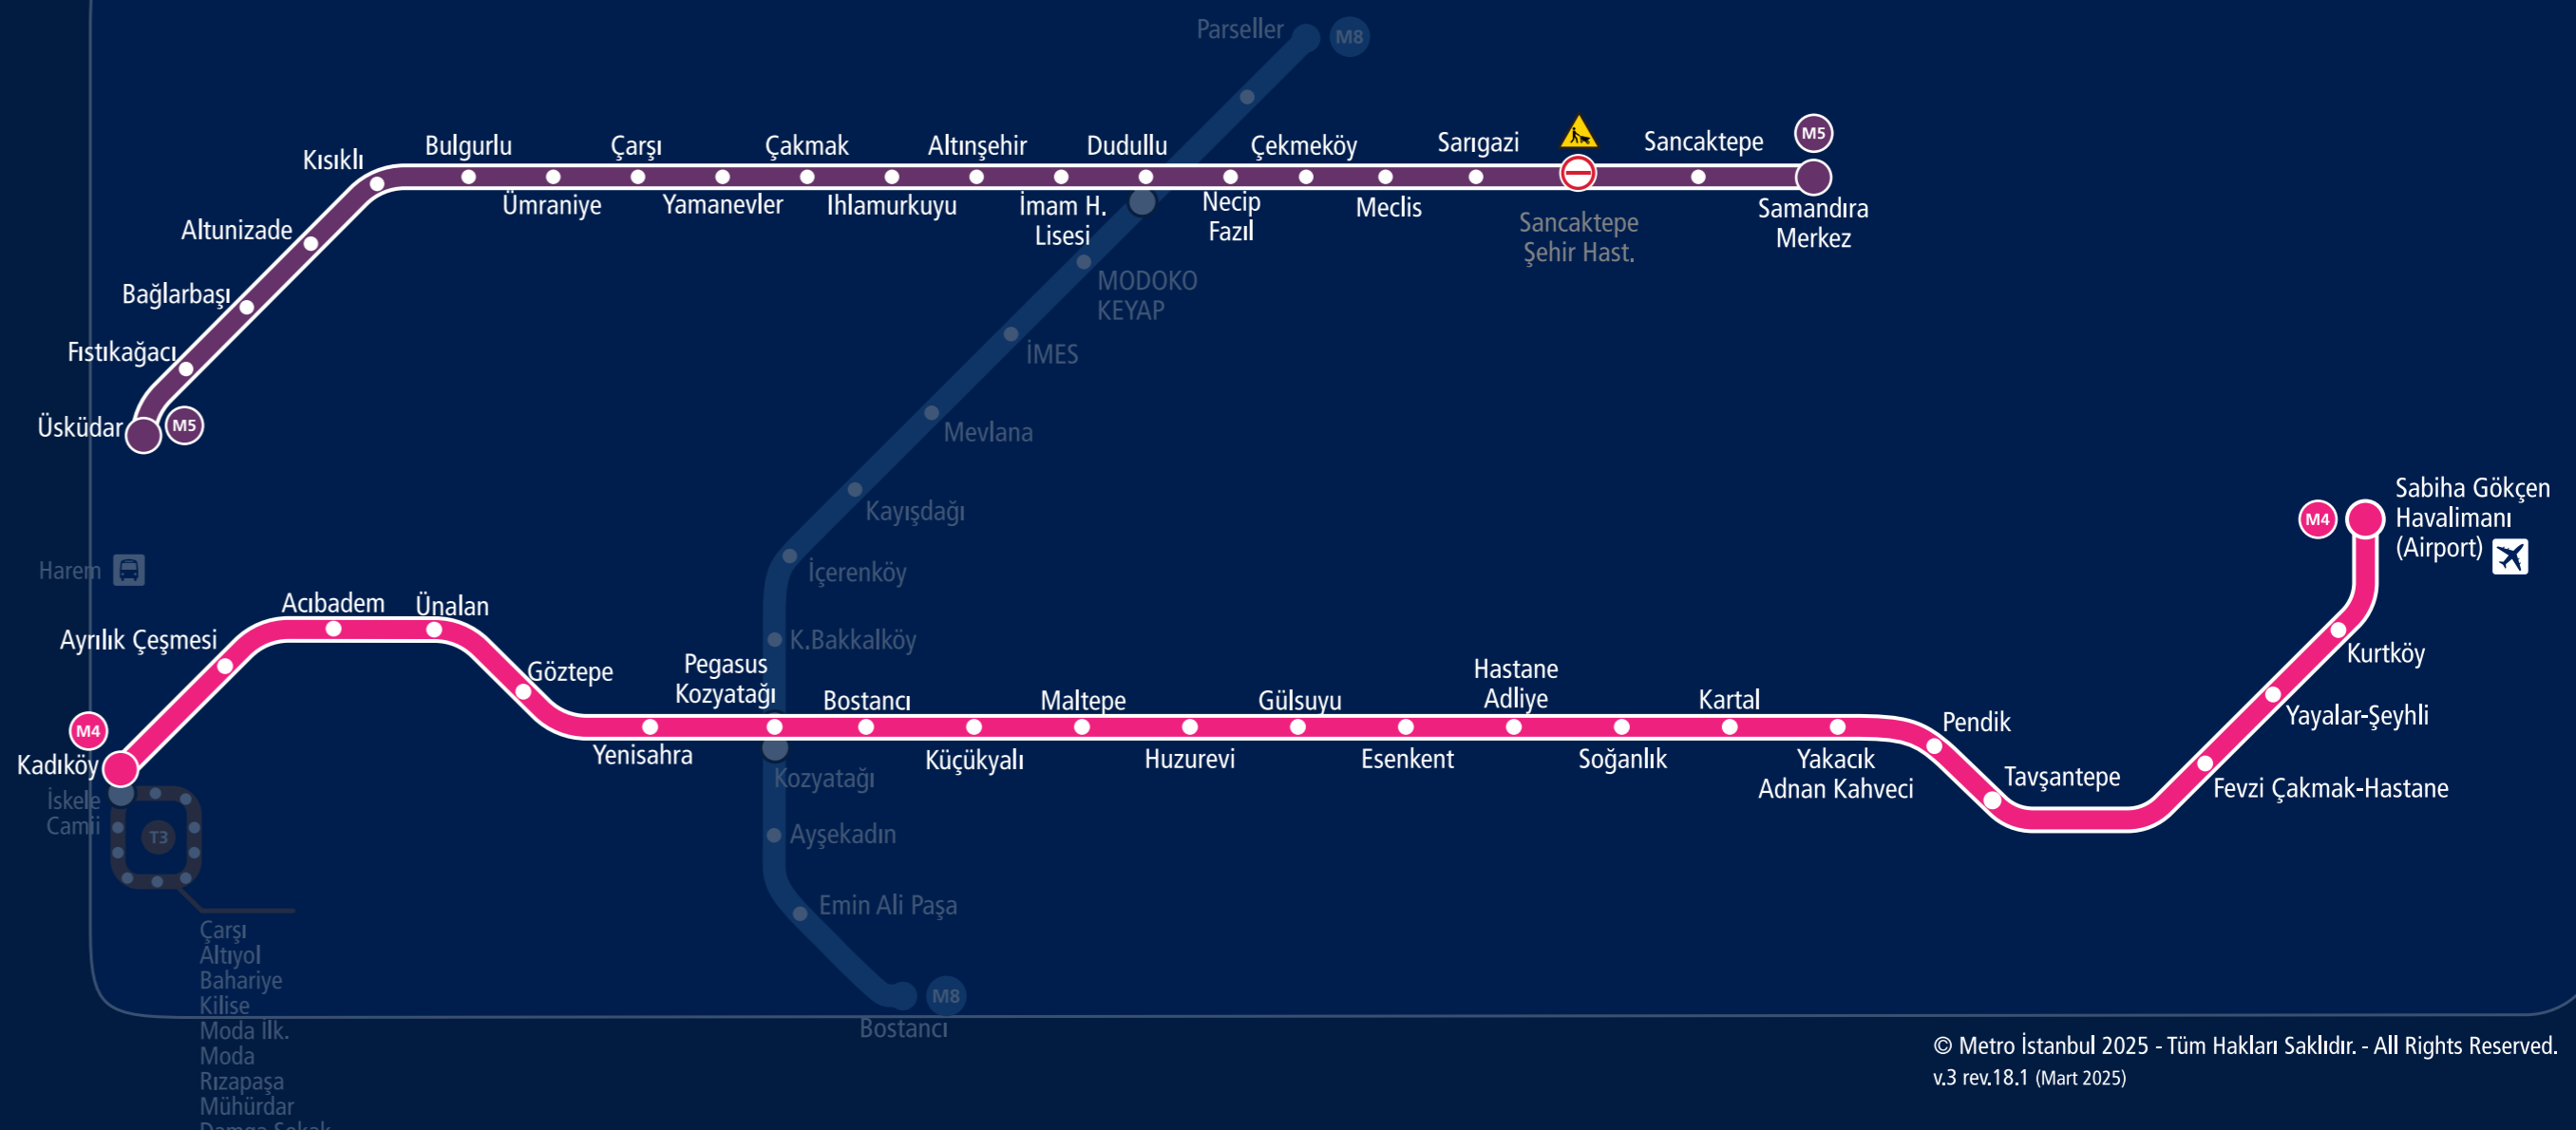 Parseller
M8
Kısıklı
Bulgurlu
Çarşı
Çakmak
Altınşehir
Dudullu
Çekmeköy
Sarıgazi
Sancaktepe
M5
Ümraniye
Yamanevler
Ihlamurkuyu
İmam H.
Lisesi
Necip
Fazıl
Meclis
Sancaktepe
Şehir Hast.
Samandıra
Merkez
Altunizade
Bağlarbaşı
Fıstıkağacı
Üsküdar
M5
MODOKO
KEYAP
İMES
Mevlana
Kayışdağı
İçerenköy
K.Bakkalköy
Harem
Sabiha Gökçen
Havalimanı
(Airport)
M4
Acıbadem
Ünalan
Ayrılık Çeşmesi
Göztepe
Pegasus
Kozyatağı
Bostancı
Maltepe
Gülsuyu
Hastane
Adliye
Kartal
Pendik
Kurtköy
Yayalar-Şeyhli
M4
Kadıköy
Yenisahra
Kozyatağı
Küçükyalı
Huzurevi
Esenkent
Soğanlık
Yakacık
Adnan Kahveci
Tavşantepe
Fevzi Çakmak-Hastane
İskele
Camii
T3
Ayşekadın
Emin Ali Paşa
M8
Bostancı
Çarşı
Altıyol
Bahariye
Kilise
Moda İlk.
Moda
Rızapaşa
Mühürdar
Damga Sokak
© Metro İstanbul 2025 - Tüm Hakları Saklıdır. - All Rights Reserved.
v.3 rev.18.1 (Mart 2025)